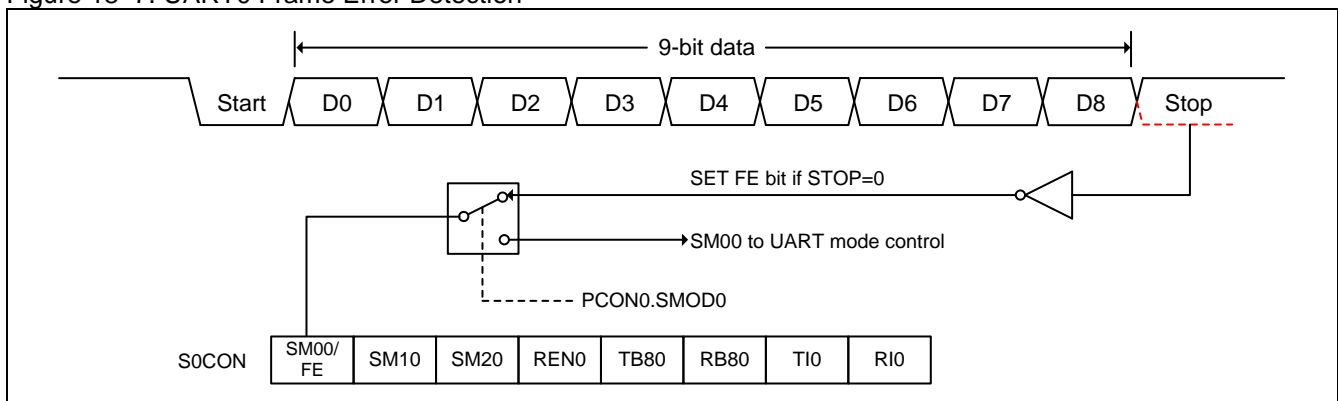 Figure 18-7. UART0 Frame Error Detection
9-bit data
Start D0 D1 D2 D3 D4 D5 D6 D7 D8 Stop
SET FE bit if STOP=0
SM00 to UART mode control
PCON0.SMOD0
S0CON SM00/ FE SM10 SM20 REN0 TB80 RB80 TI0 RI0